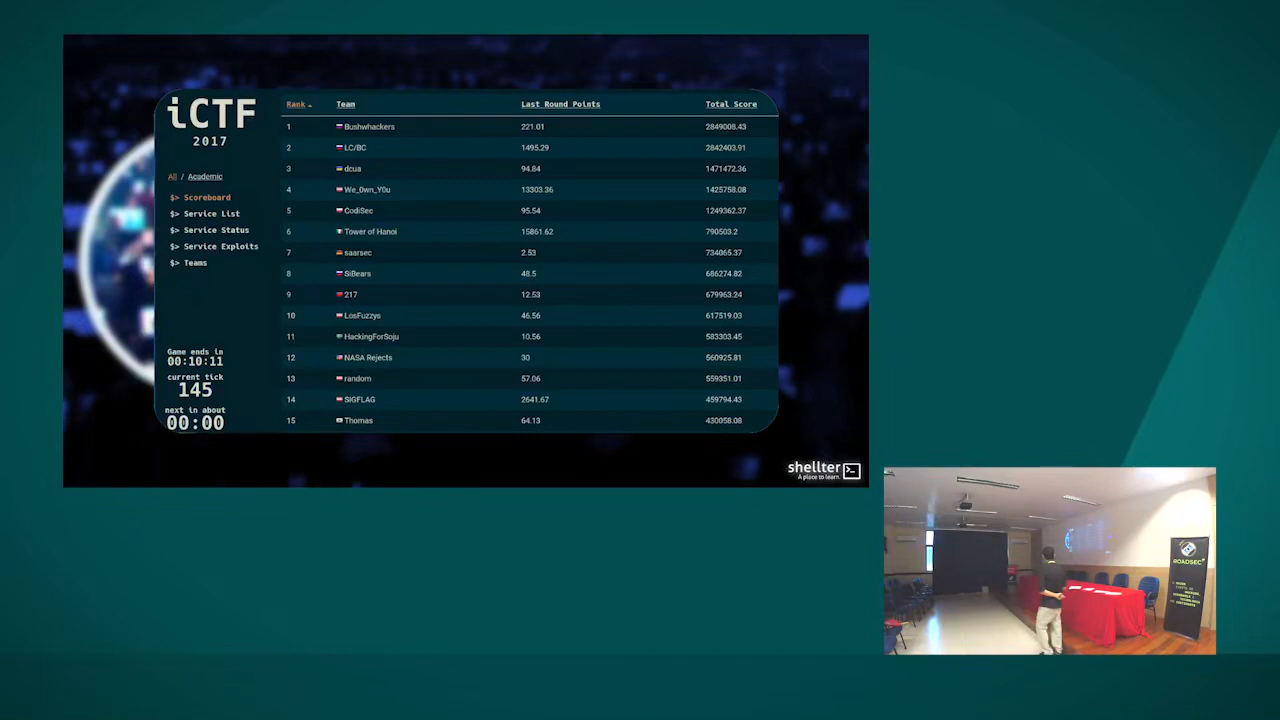 iCTF
2017
All / Academic
$> Scoreboard
$> Service List
$> Service Status
$> Service Exploits
$> Teams
Game ends in
00:10:11
current tick
145
next in about
00:00
Rank Team Last Round Points Total Score
1 Bushwhackers 221.01 2849008.43
2 LC/BC 1495.29 2842403.91
3 dcua 94.84 1471472.36
4 We_0wn_Y0u 13303.36 1425758.08
5 CodiSec 95.54 1249362.37
6 Tower of Hanoi 15861.62 790503.2
7 saarsec 2.53 734065.37
8 SiBears 48.5 686274.82
9 217 12.53 679963.24
10 LosFuzzys 46.56 617519.03
11 HackingForSoju 10.56 583303.45
12 NASA Rejects 30 560925.81
13 random 57.06 559351.01
14 SIGFLAG 2641.67 459794.43
15 Thomas 64.13 430058.08
shellter
A place to learn.
ROADSEC